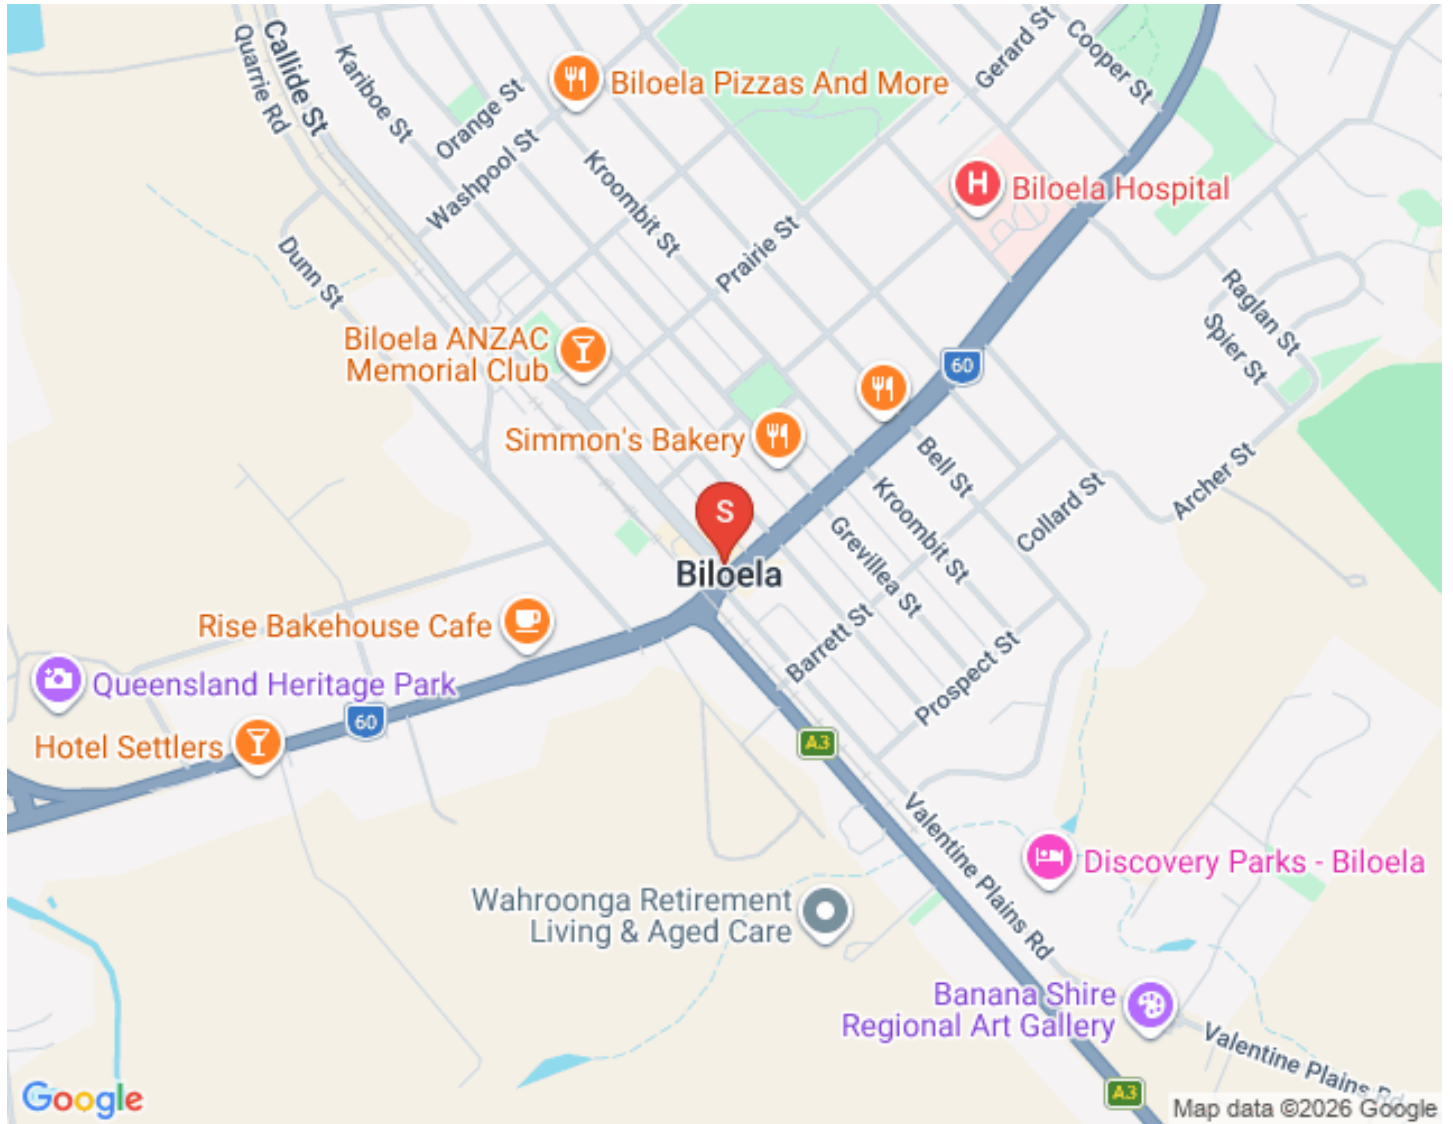 Callide St
Quarrie Rd
Kariboe St
Orange St
Washpool St
Biloela Pizzas And More
Gerard St
Cooper St
Kroombit St
Biloela Hospital
Prairie St
Dunn St
Raglan St
Spier St
Biloela ANZAC
Memorial Club
60
Simmon's Bakery
Bell St
Archer St
Kroombit St
Collard St
S
Grevillea St
Biloela
Rise Bakehouse Cafe
Barrett St
Prospect St
Queensland Heritage Park
60
Hotel Settlers
A3
Valentine Plains Rd
Discovery Parks - Biloela
Wahroonga Retirement
Living & Aged Care
Banana Shire
Regional Art Gallery
Valentine Plains Rd
A3
Google
Map data ©2026 Google
H